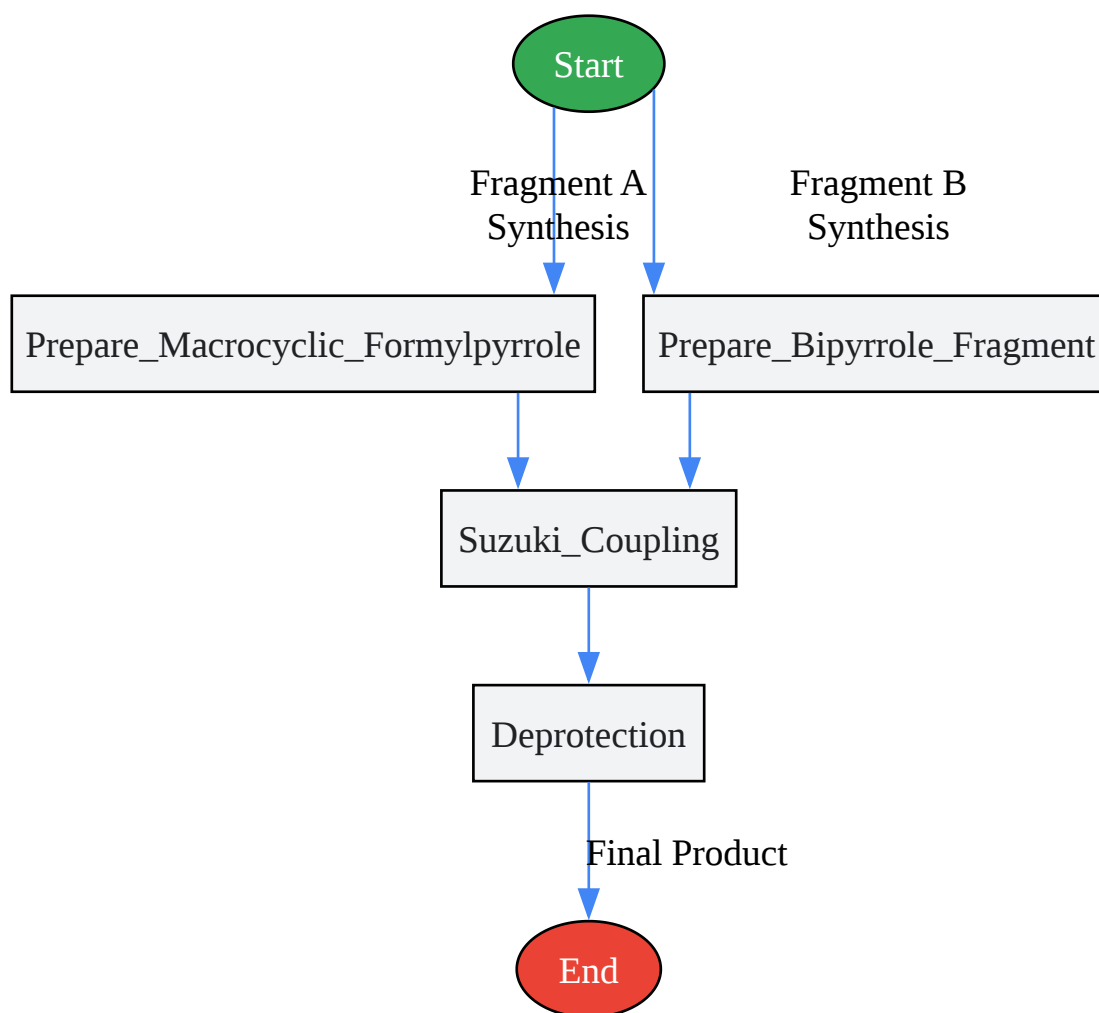 Start
Fragment A
Synthesis
Fragment B
Synthesis
Prepare_Macrocyclic_Formylpyrrole
Prepare_Bipyrrole_Fragment
Suzuki_Coupling
Deprotection
Final Product
End